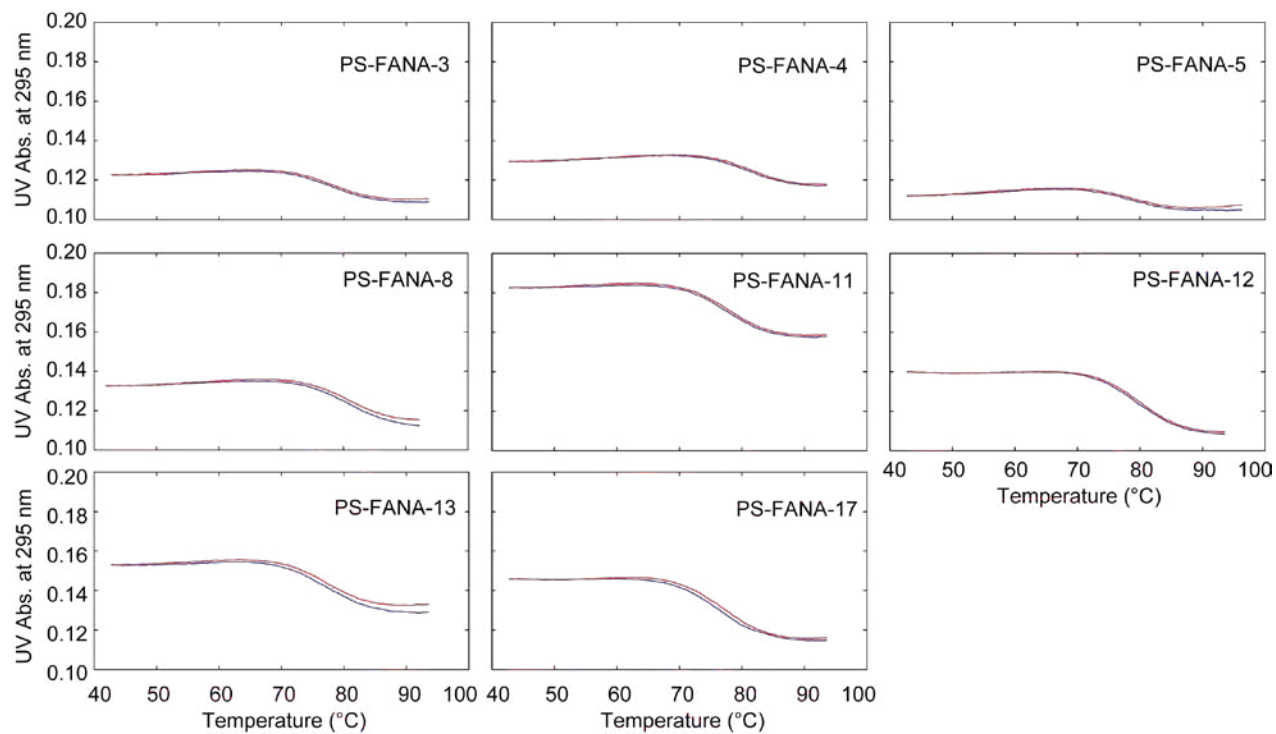 UV Abs. at 295 nm
0.20
0.18
0.16
0.14
0.12
0.10
PS-FANA-3
PS-FANA-4
PS-FANA-5
UV Abs. at 295 nm
0.20
0.18
0.16
0.14
0.12
0.10
PS-FANA-8
PS-FANA-11
PS-FANA-12
40 50 60 70 80 90 100
Temperature (°C)
UV Abs. at 295 nm
0.20
0.18
0.16
0.14
0.12
0.10
PS-FANA-13
PS-FANA-17
40 50 60 70 80 90 100
40 50 60 70 80 90 100
Temperature (°C)
Temperature (°C)